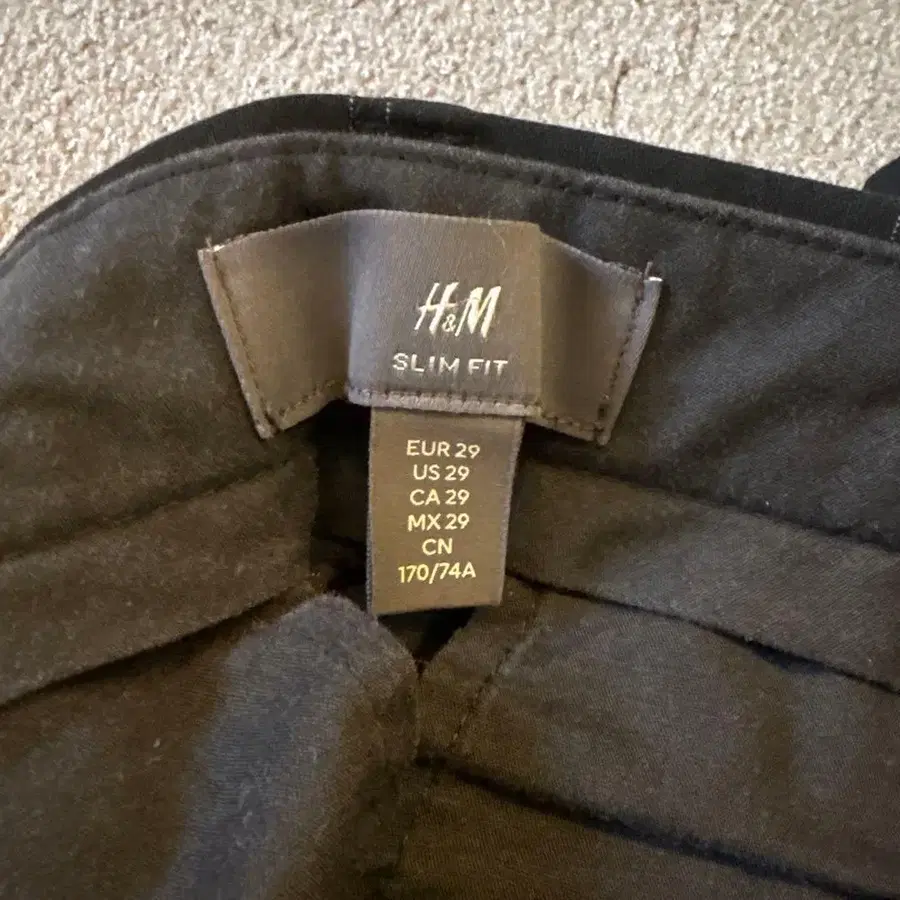 H&M
SLIM FIT
EUR 29
US 29
CA 29
MX 29
CN
170/74A